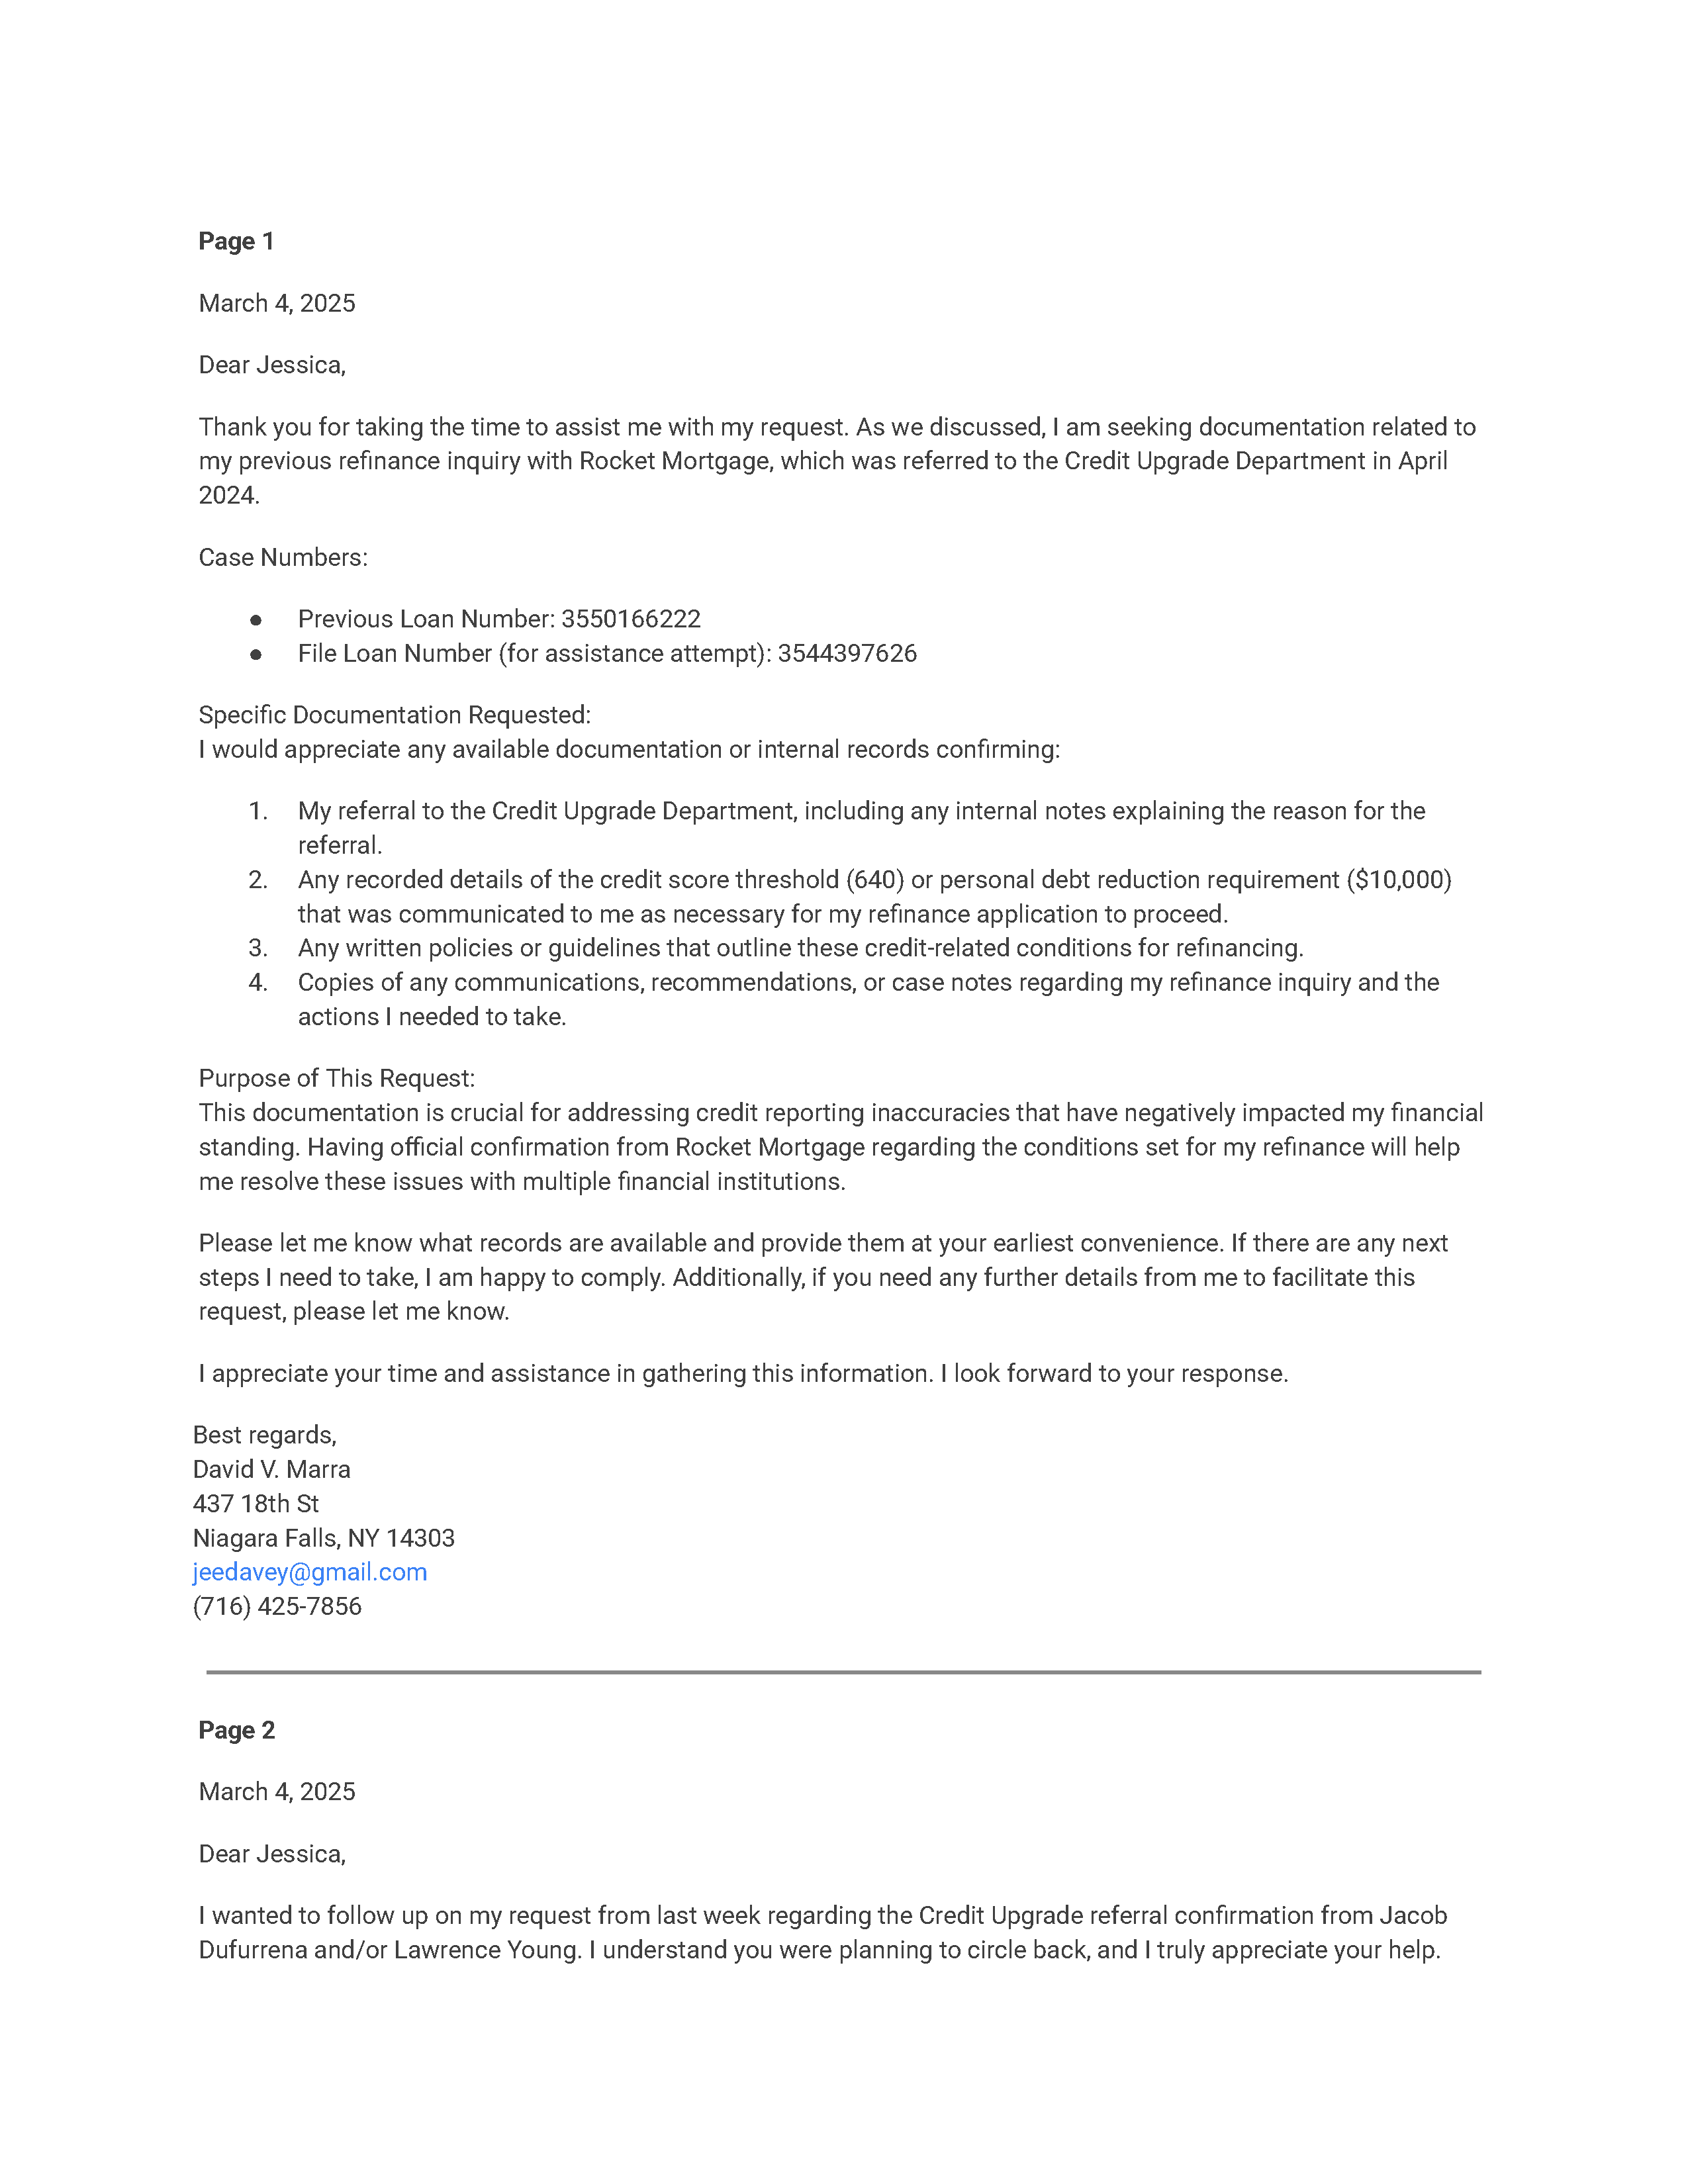 Page 1
March 4, 2025
Dear Jessica,
Thank you for taking the time to assist me with my request. As we discussed, I am seeking documentation related to
my previous refinance inquiry with Rocket Mortgage, which was referred to the Credit Upgrade Department in April
2024.
Case Numbers:
● Previous Loan Number: 3550166222
● File Loan Number (for assistance attempt): 3544397626
Specific Documentation Requested:
I would appreciate any available documentation or internal records confirming:
1. My referral to the Credit Upgrade Department, including any internal notes explaining the reason for the
referral.
2. Any recorded details of the credit score threshold (640) or personal debt reduction requirement ($10,000)
that was communicated to me as necessary for my refinance application to proceed.
3. Any written policies or guidelines that outline these credit-related conditions for refinancing.
4. Copies of any communications, recommendations, or case notes regarding my refinance inquiry and the
actions I needed to take.
Purpose of This Request:
This documentation is crucial for addressing credit reporting inaccuracies that have negatively impacted my financial
standing. Having official confirmation from Rocket Mortgage regarding the conditions set for my refinance will help
me resolve these issues with multiple financial institutions.
Please let me know what records are available and provide them at your earliest convenience. If there are any next
steps I need to take, I am happy to comply. Additionally, if you need any further details from me to facilitate this
request, please let me know.
I appreciate your time and assistance in gathering this information. I look forward to your response.
Best regards,
David V. Marra
437 18th St
Niagara Falls, NY 14303
jeedavey@gmail.com
(716) 425-7856
Page 2
March 4, 2025
Dear Jessica,
I wanted to follow up on my request from last week regarding the Credit Upgrade referral confirmation from Jacob
Dufurrena and/or Lawrence Young. I understand you were planning to circle back, and I truly appreciate your help.